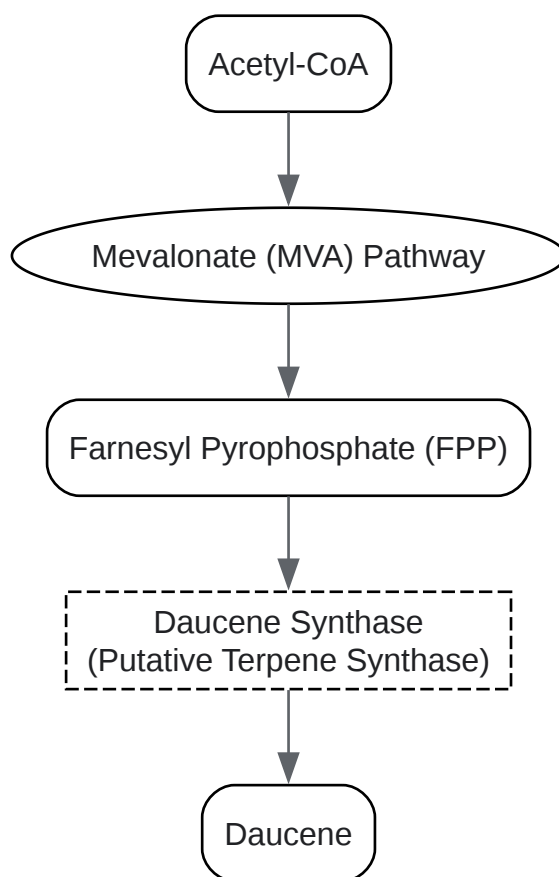 Acetyl-CoA
Mevalonate (MVA) Pathway
Farnesyl Pyrophosphate (FPP)
Daucene Synthase
(Putative Terpene Synthase)
Daucene